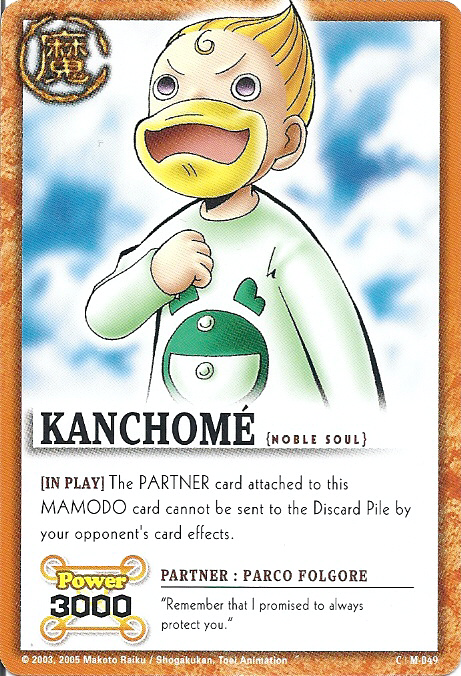 魔
KANCHOMÉ {NOBLE SOUL}
[IN PLAY] The PARTNER card attached to this
MAMODO card cannot be sent to the Discard Pile by
your opponent's card effects.
Power
3000
PARTNER : PARCO FOLGORE
"Remember that I promised to always
protect you."
© 2003, 2005 Makoto Raiku / Shogakukan, Toei Animation
C | M-049